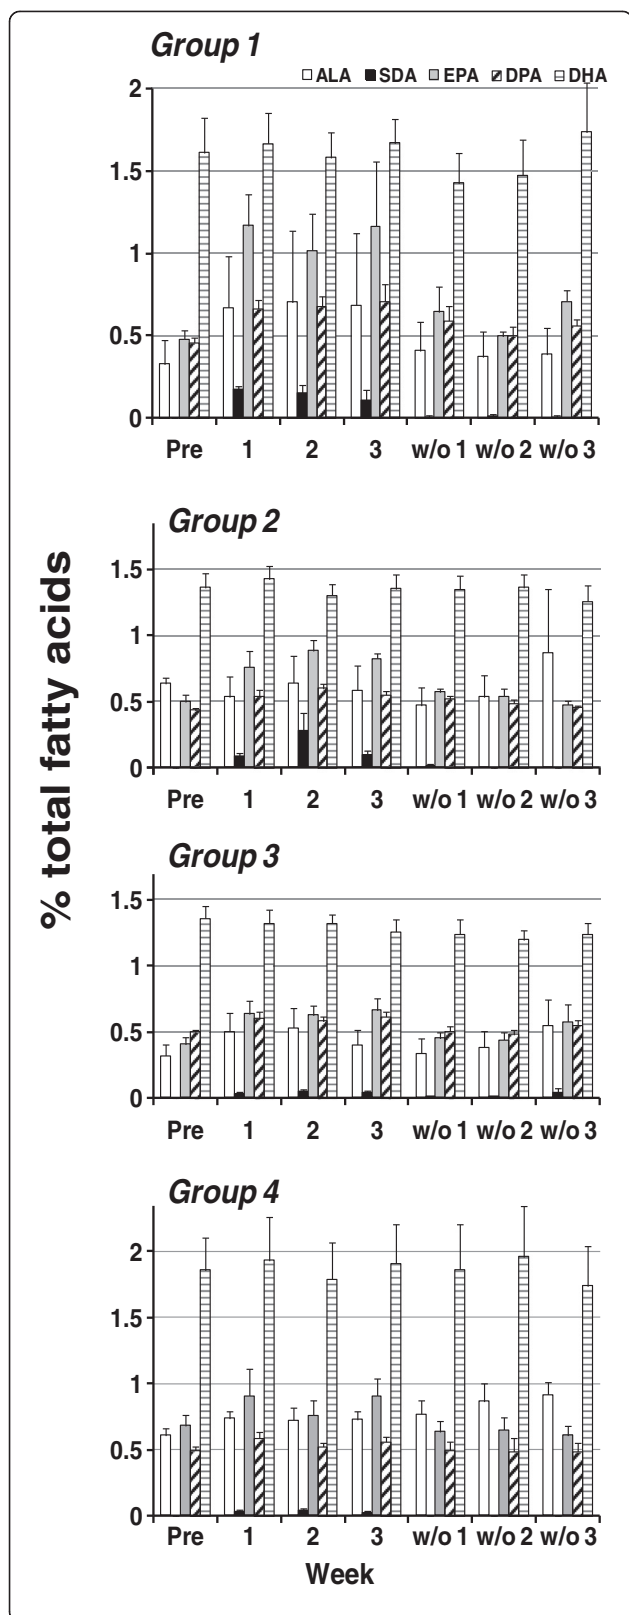 Group 1
ALA SDA EPA DPA DHA
2
1.5
1
0.5
0
Pre 1 2 3 w/o 1 w/o 2 w/o 3
Group 2
1.5
1
0.5
0
Pre 1 2 3 w/o 1 w/o 2 w/o 3
% total fatty acids
Group 3
1.5
1
0.5
0
Pre 1 2 3 w/o 1 w/o 2 w/o 3
Group 4
2
1.5
1
0.5
0
Pre 1 2 3 w/o 1 w/o 2 w/o 3
Week